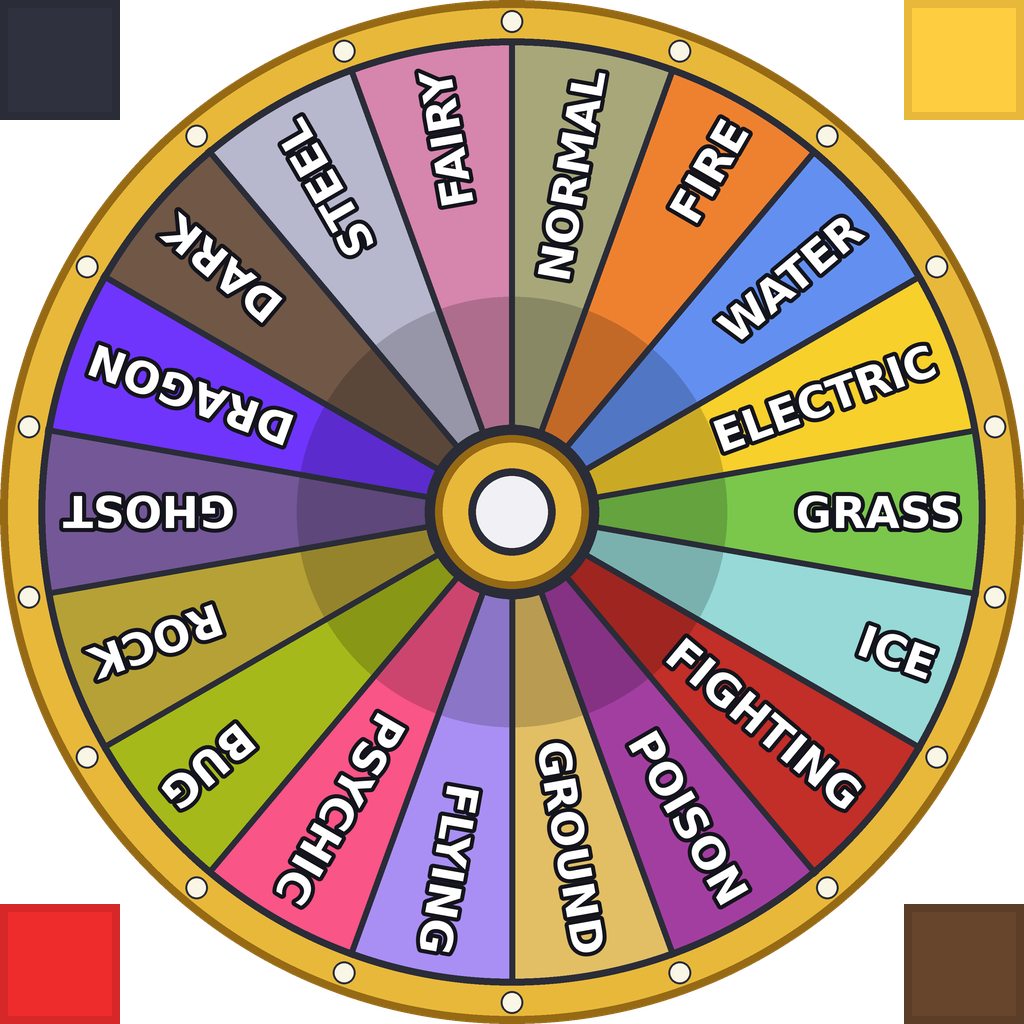 NORMAL
FIRE
WATER
ELECTRIC
GRASS
ICE
FIGHTING
POISON
GROUND
FLYING
PSYCHIC
BUG
ROCK
GHOST
DRAGON
DARK
STEEL
FAIRY